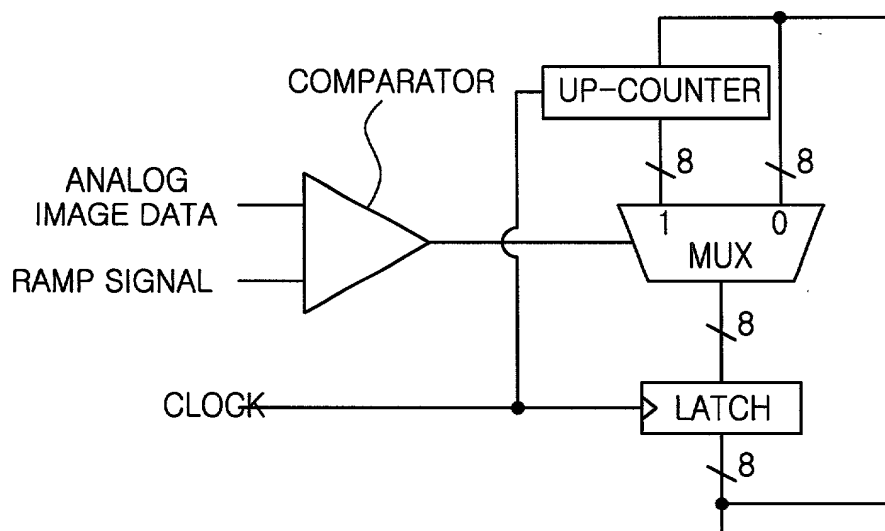 COMPARATOR
UP-COUNTER
8
8
ANALOG
IMAGE DATA
1
0
MUX
RAMP SIGNAL
8
CLOCK
LATCH
8